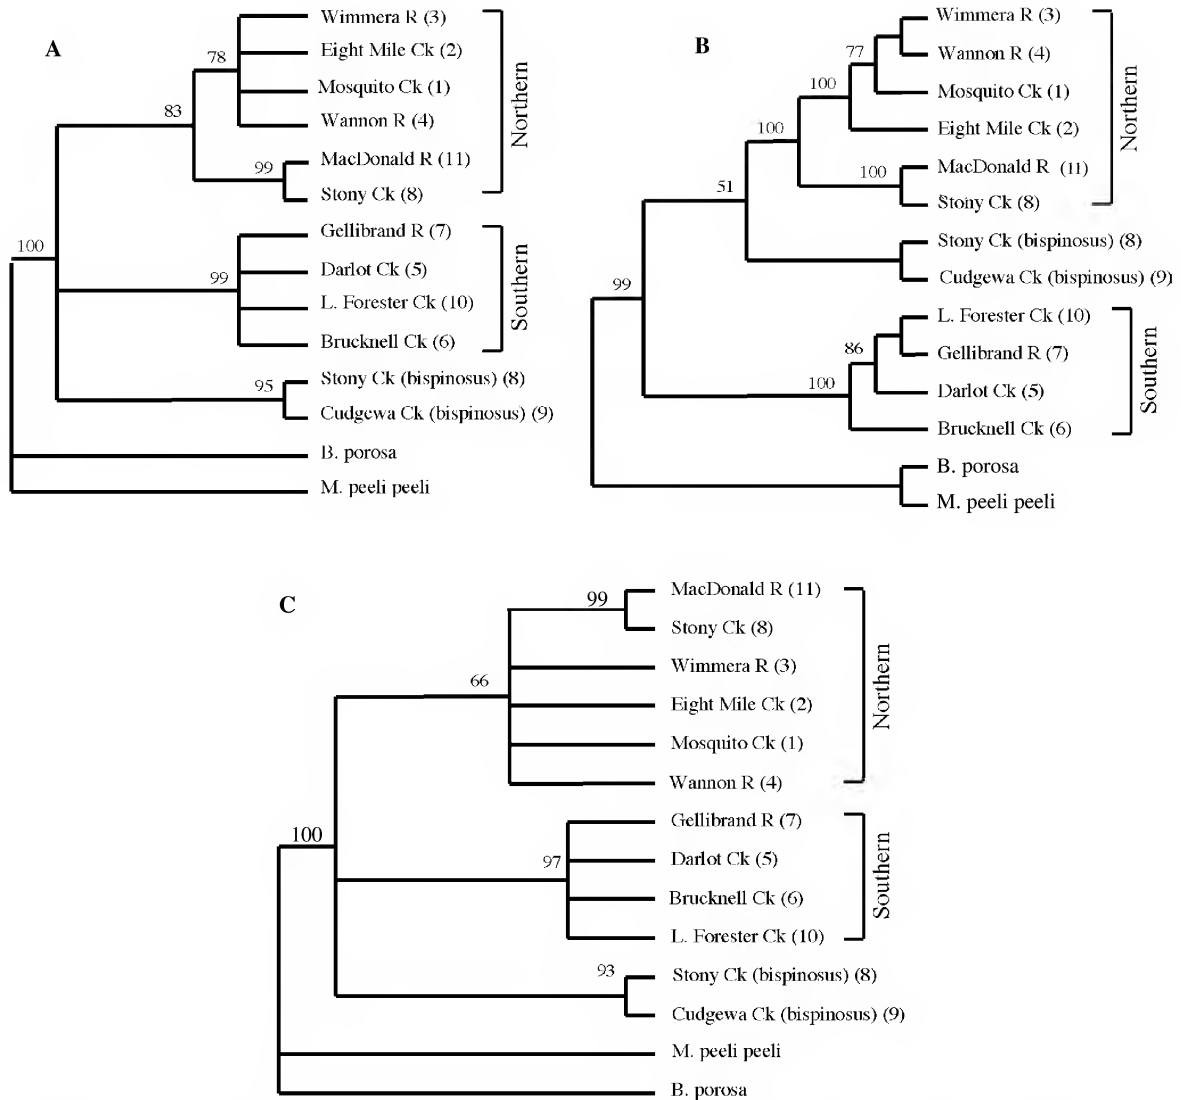 A
Wimmera R (3)
Eight Mile Ck (2)
78
Mosquito Ck (1)
Wannon R (4)
83
MacDonald R (11)
99
Stony Ck (8)
Northern
Gellibrand R (7)
100
Darlot Ck (5)
99
L. Forester Ck (10)
Brucknell Ck (6)
Southern
Stony Ck (bispinosus) (8)
95
Cudgewa Ck (bispinosus) (9)
B. porosa
M. peeli peeli
B
Wimmera R (3)
77
Wannon R (4)
100
Mosquito Ck (1)
100
Eight Mile Ck (2)
MacDonald R (11)
100
51
Stony Ck (8)
Northern
Stony Ck (bispinosus) (8)
Cudgewa Ck (bispinosus) (9)
99
L. Forester Ck (10)
86
Gellibrand R (7)
100
Darlot Ck (5)
Brucknell Ck (6)
Southern
B. porosa
M. peeli peeli
C
MacDonald R (11)
99
Stony Ck (8)
Wimmera R (3)
66
Eight Mile Ck (2)
Mosquito Ck (1)
Wannon R (4)
Northern
Gellibrand R (7)
100
97
Darlot Ck (5)
Brucknell Ck (6)
L. Forester Ck (10)
Southern
93
Stony Ck (bispinosus) (8)
Cudgewa Ck (bispinosus) (9)
M. peeli peeli
B. porosa